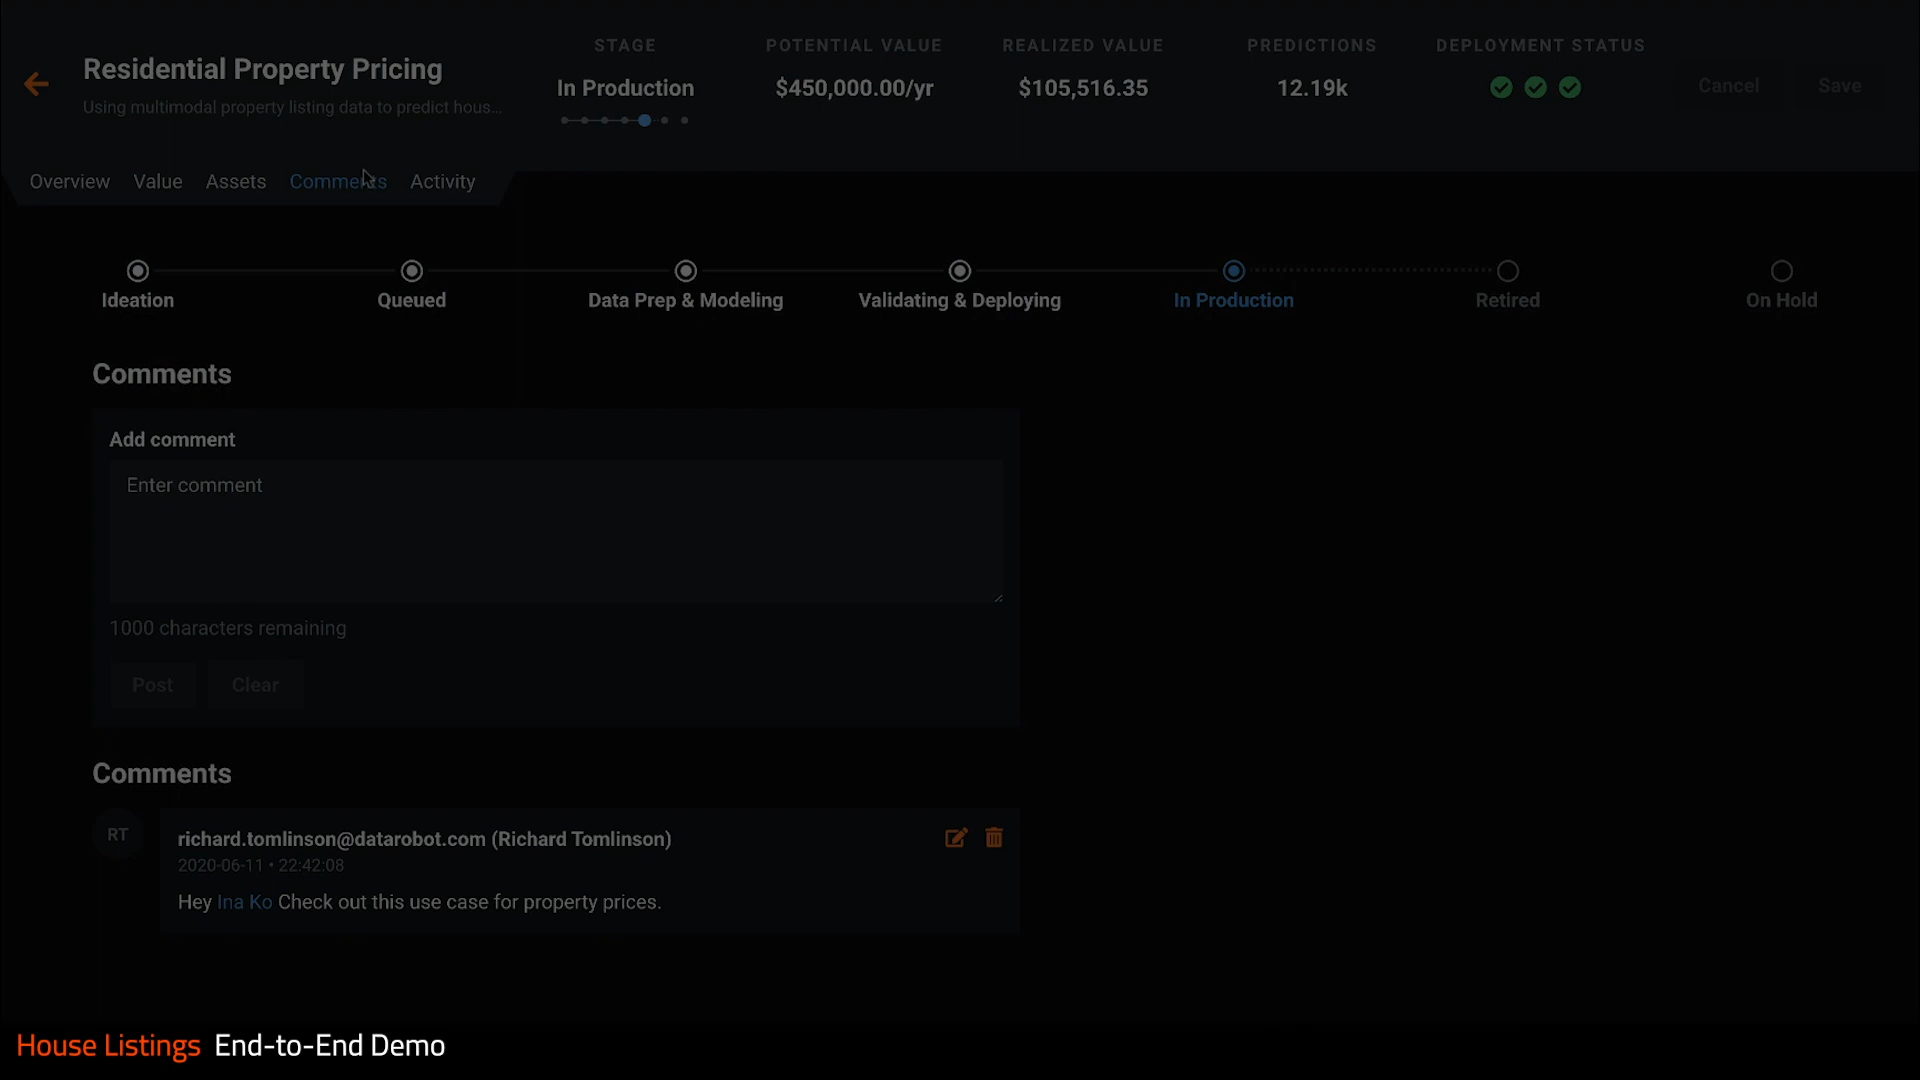 Residential Property Pricing
Using multimodal property listing data to predict hous...
STAGE
In Production
POTENTIAL VALUE
$450,000.00/yr
REALIZED VALUE
$105,516.35
PREDICTIONS
12.19k
DEPLOYMENT STATUS
Cancel
Save
Overview Value Assets Comments Activity
Ideation Queued Data Prep & Modeling Validating & Deploying In Production Retired On Hold
Comments
Add comment
Enter comment
1000 characters remaining
Post Clear
Comments
RT
richard.tomlinson@datarobot.com (Richard Tomlinson)
2020-06-11 • 22:42:08
Hey Ina Ko Check out this use case for property prices.
House Listings End-to-End Demo